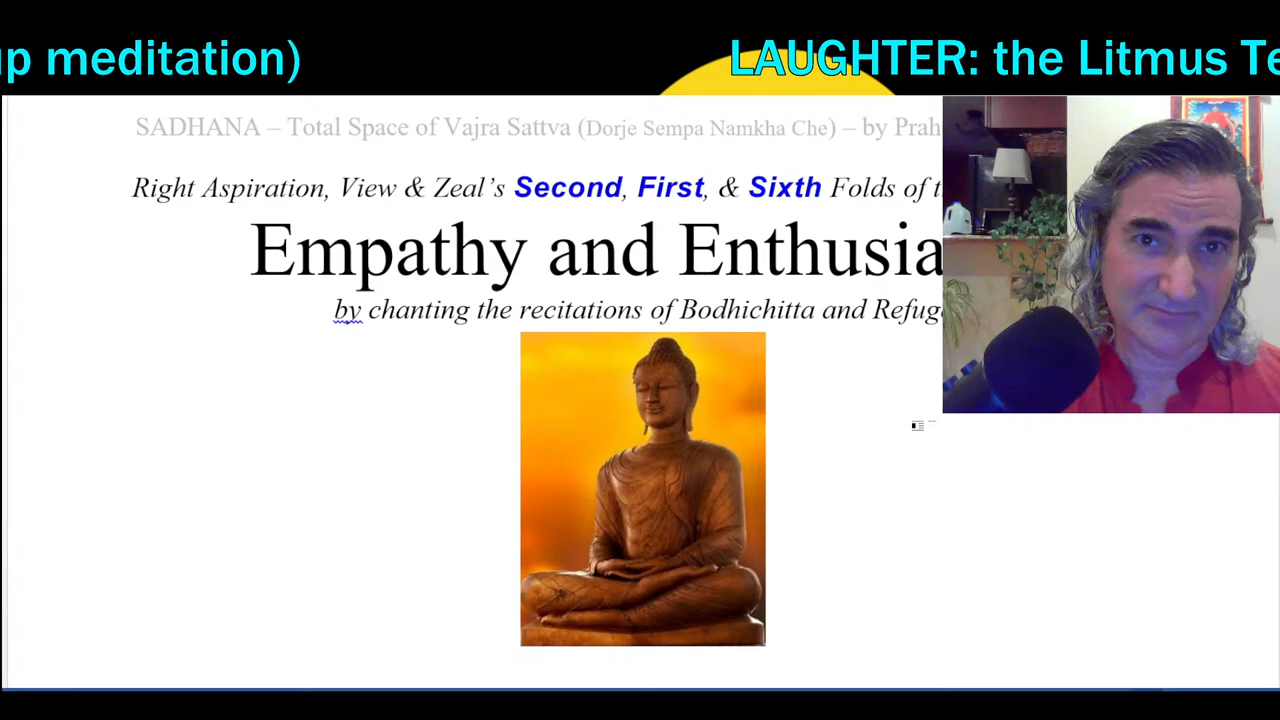 up meditation) LAUGHTER: the Litmus Te
SADHANA – Total Space of Vajra Sattva (Dorje Sempa Namkha Che) – by Prah
Right Aspiration, View & Zeal’s Second, First, & Sixth Folds of t
Empathy and Enthusia
by chanting the recitations of Bodhichitta and Refug